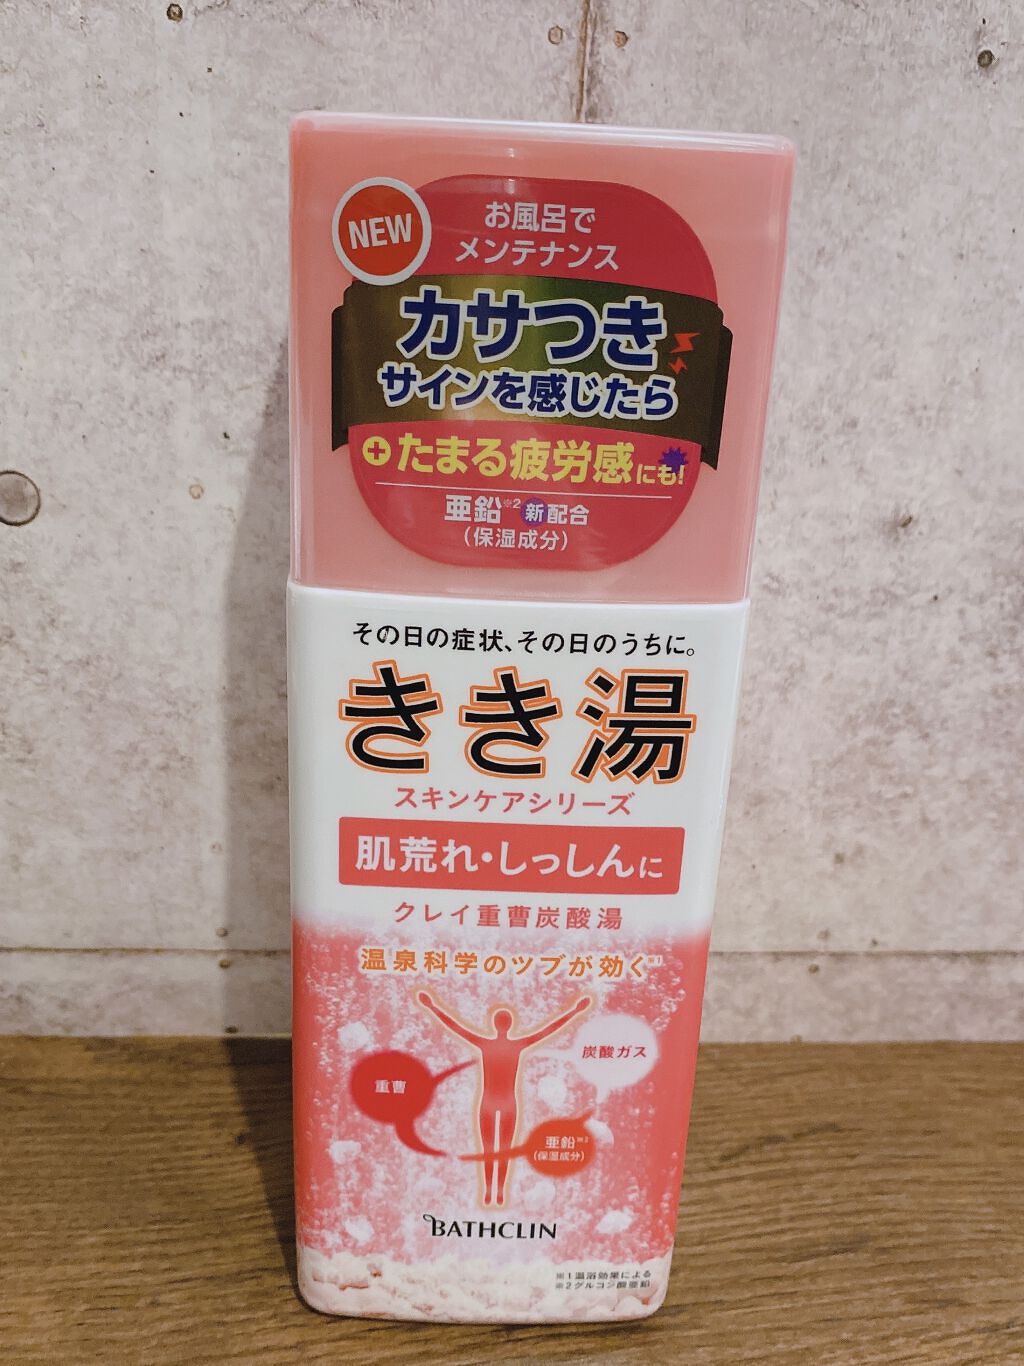 NEW
お風呂で
メンテナンス
カサつき
サインを感じたら
+たまる疲労感にも!
亜鉛※2新配合
(保湿成分)
その日の症状、その日のうちに。
きき湯
スキンケアシリーズ
肌荒れ・しっしんに
クレイ重曹炭酸湯
温泉科学のツブが効く※1
炭酸ガス
重曹
亜鉛※2
(保湿成分)
BATHCLIN
※1温浴効果による
※2グルコン酸亜鉛